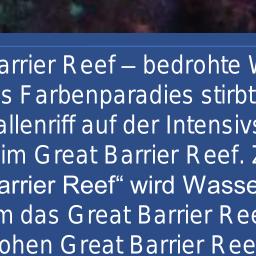 arrier Reef – bedrohte
s Farbenparadies stirbt
allenriff auf der Intensivs
im Great Barrier Reef.
arrier Reef“ wird Wasse
m das Great Barrier Ree
ohen Great Barrier Ree